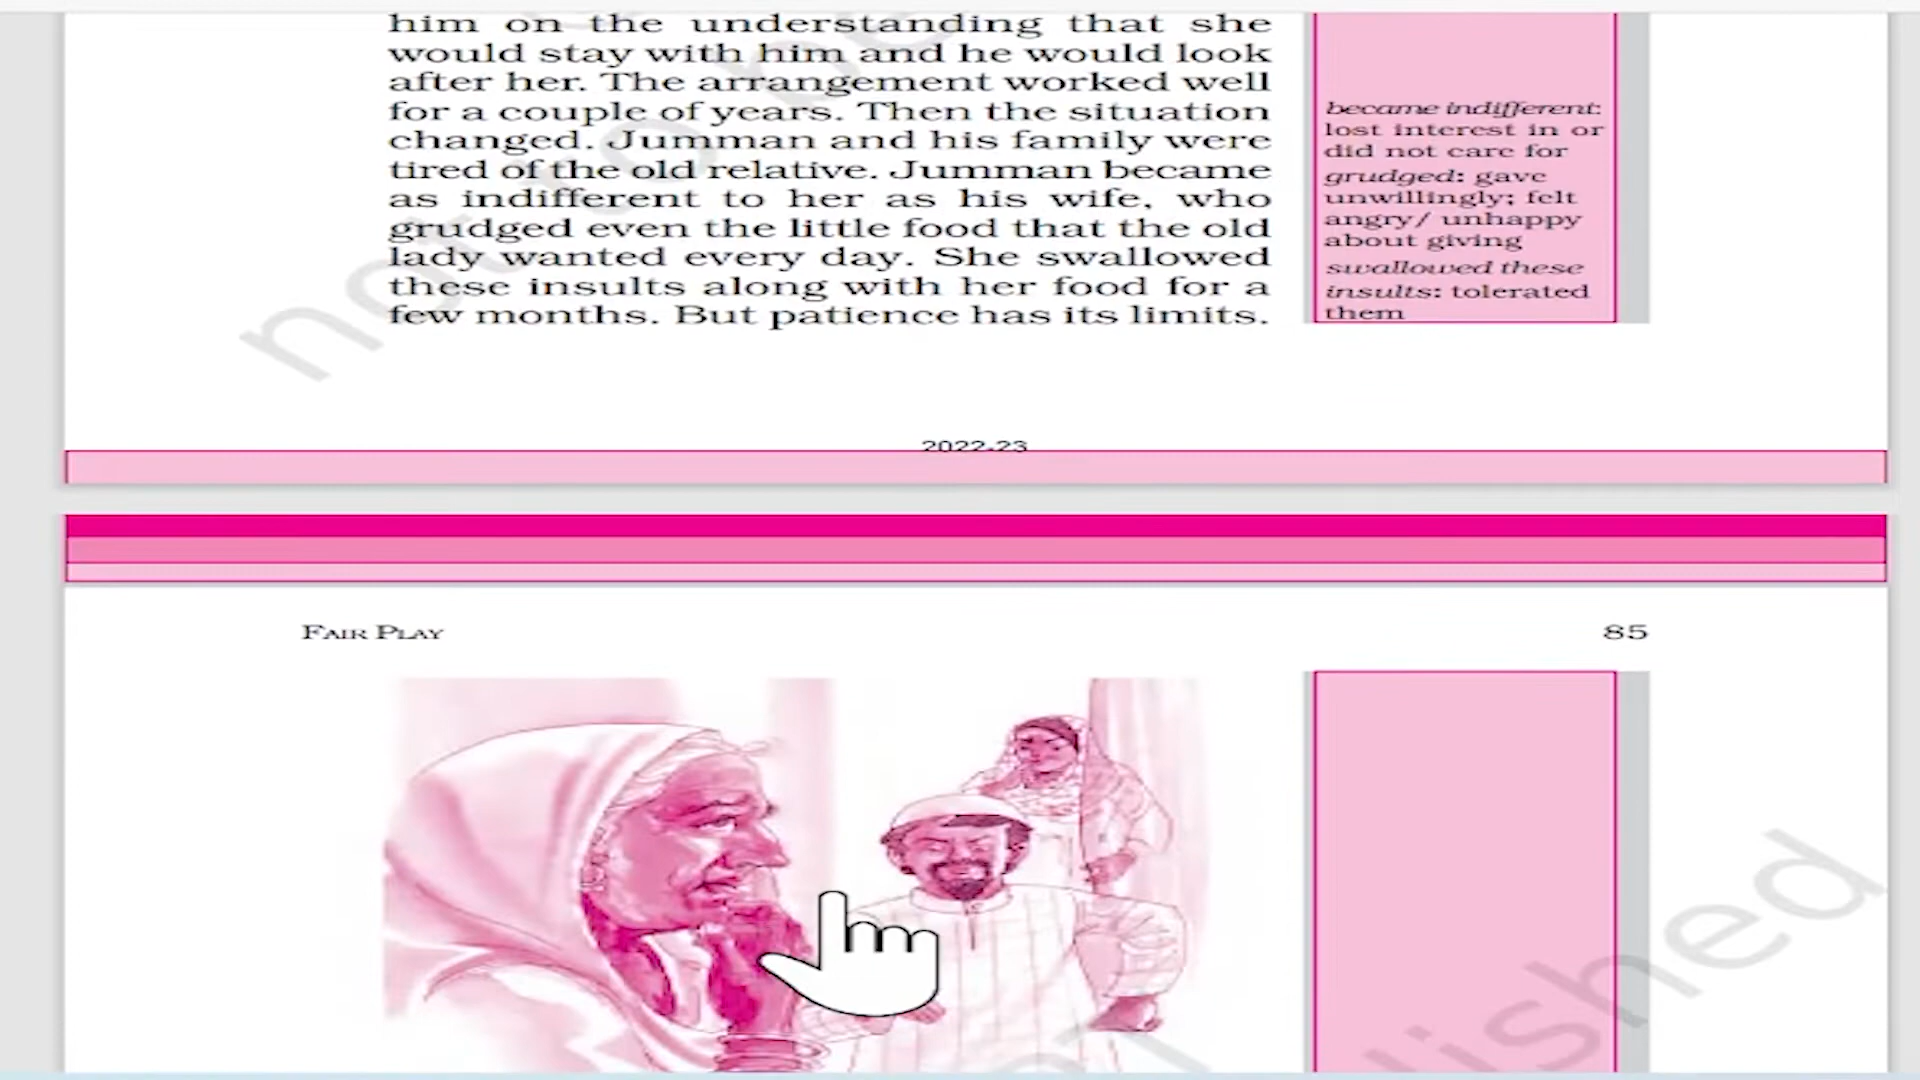 him on the understanding that she
would stay with him and he would look
after her. The arrangement worked well
for a couple of years. Then the situation
changed. Jumman and his family were
tired of the old relative. Jumman became
as indifferent to her as his wife, who
grudged even the little food that the old
lady wanted every day. She swallowed
these insults along with her food for a
few months. But patience has its limits.
became indifferent:
lost interest in or
did not care for
grudged: gave
unwillingly; felt
angry/ unhappy
about giving
swallowed these
insults: tolerated
them
not to be
2022-23
FAIR PLAY
85
lished